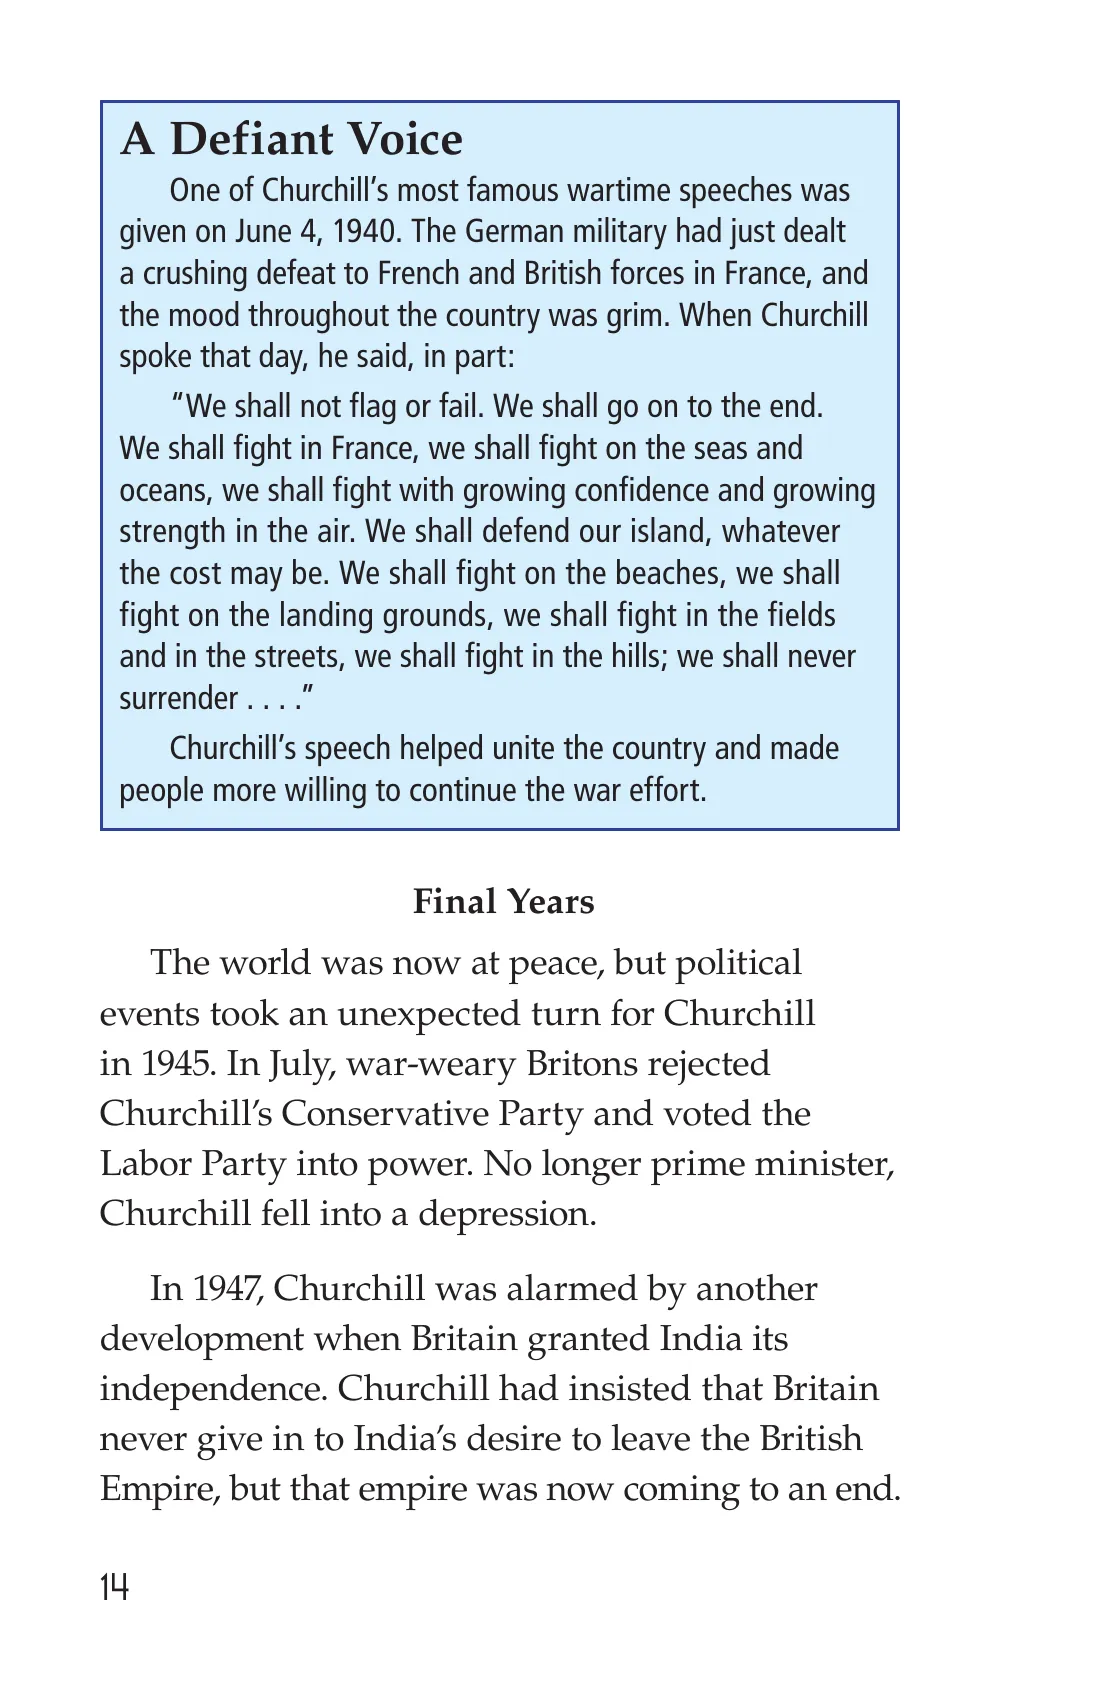 A Defiant Voice
One of Churchill’s most famous wartime speeches was
given on June 4, 1940. The German military had just dealt
a crushing defeat to French and British forces in France, and
the mood throughout the country was grim. When Churchill
spoke that day, he said, in part:
“We shall not flag or fail. We shall go on to the end.
We shall fight in France, we shall fight on the seas and
oceans, we shall fight with growing confidence and growing
strength in the air. We shall defend our island, whatever
the cost may be. We shall fight on the beaches, we shall
fight on the landing grounds, we shall fight in the fields
and in the streets, we shall fight in the hills; we shall never
surrender . . . .”
Churchill’s speech helped unite the country and made
people more willing to continue the war effort.
Final Years
The world was now at peace, but political
events took an unexpected turn for Churchill
in 1945. In July, war-weary Britons rejected
Churchill’s Conservative Party and voted the
Labor Party into power. No longer prime minister,
Churchill fell into a depression.
In 1947, Churchill was alarmed by another
development when Britain granted India its
independence. Churchill had insisted that Britain
never give in to India’s desire to leave the British
Empire, but that empire was now coming to an end.
14